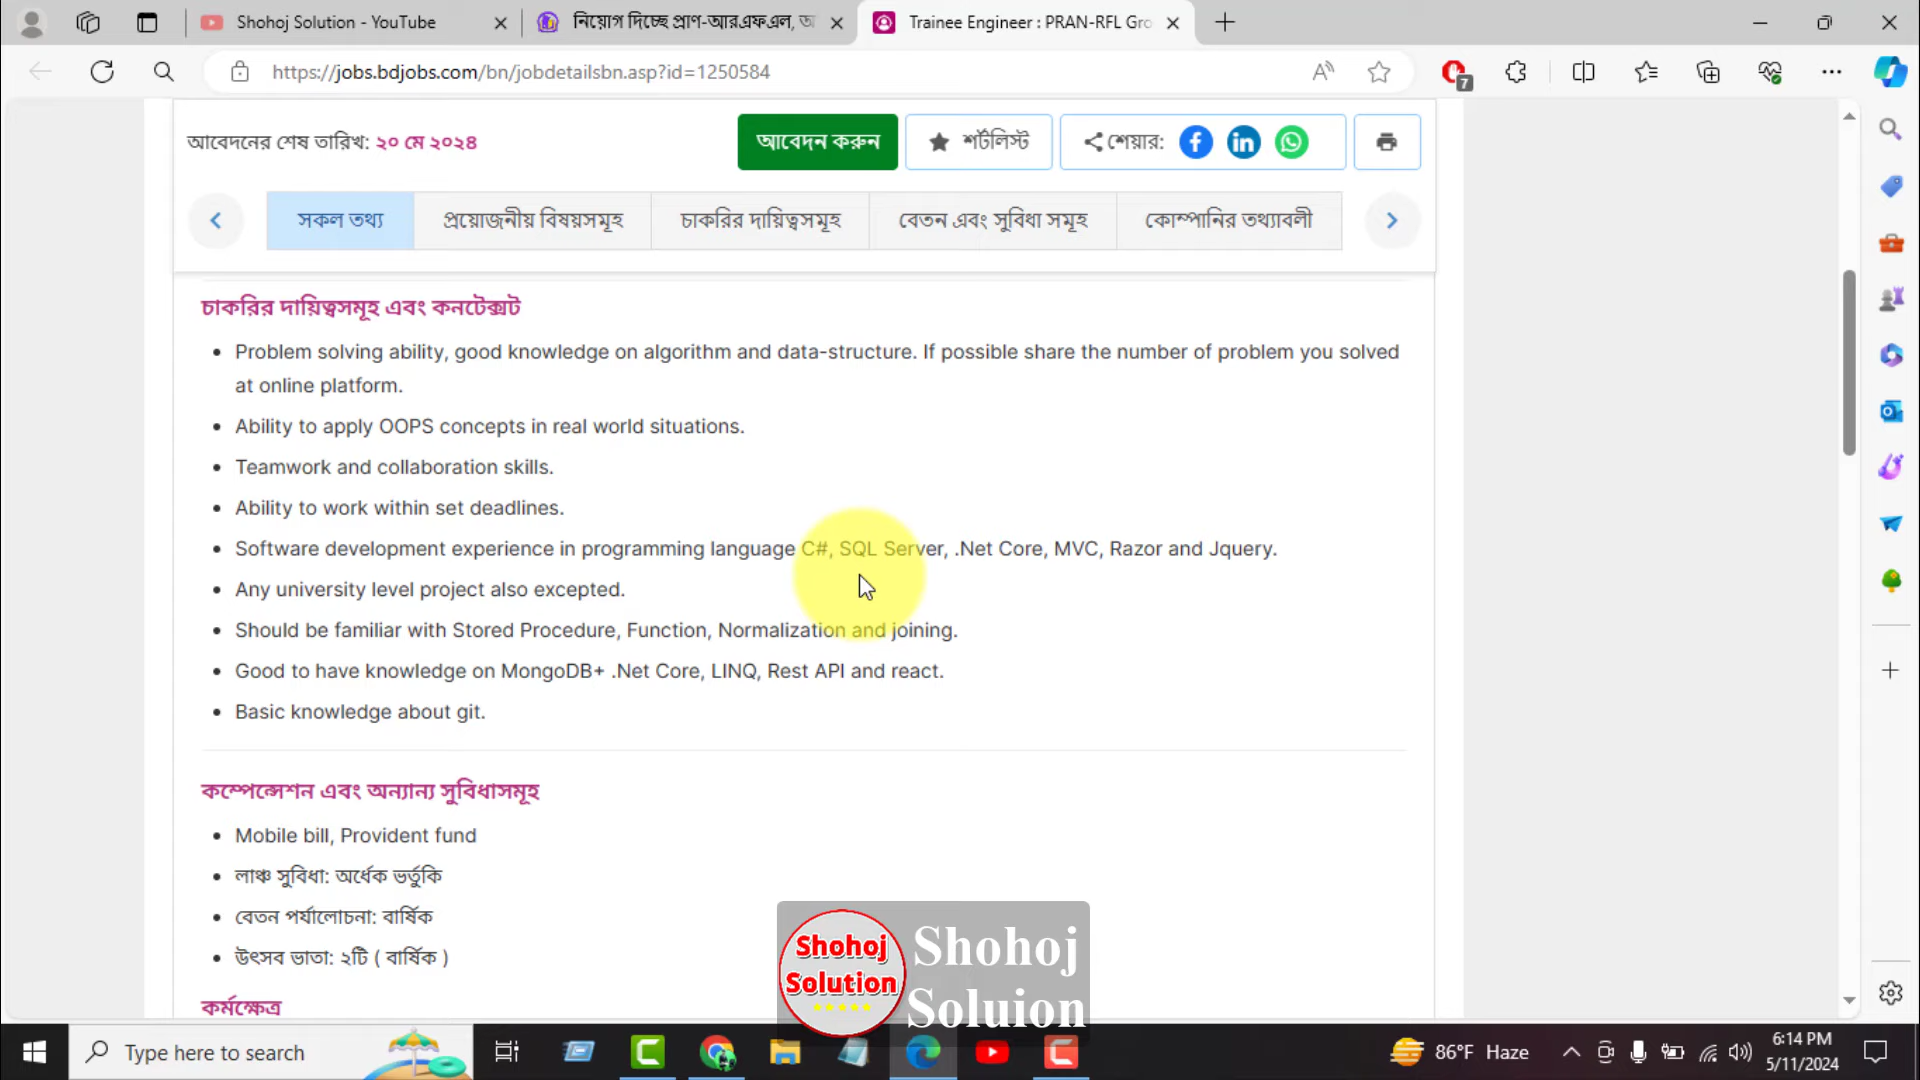 Shohoj Solution - YouTube
নিয়োগ দিচ্ছে প্রাণ-আরএফএল, অ
Trainee Engineer : PRAN-RFL Gro
https://jobs.bdjobs.com/bn/jobdetailsbn.asp?id=1250584
7
আবেদনের শেষ তারিখ: ২০ মে ২০২৪
আবেদন করুন
শর্টলিস্ট
শেয়ার:
সকল তথ্য
প্রয়োজনীয় বিষয়সমূহ
চাকরির দায়িত্বসমূহ
বেতন এবং সুবিধা সমূহ
কোম্পানির তথ্যাবলী
চাকরির দায়িত্বসমূহ এবং কনটেক্সট
Problem solving ability, good knowledge on algorithm and data-structure. If possible share the number of problem you solved
at online platform.
Ability to apply OOPS concepts in real world situations.
Teamwork and collaboration skills.
Ability to work within set deadlines.
Software development experience in programming language C#, SQL Server, .Net Core, MVC, Razor and Jquery.
Any university level project also excepted.
Should be familiar with Stored Procedure, Function, Normalization and joining.
Good to have knowledge on MongoDB+ .Net Core, LINQ, Rest API and react.
Basic knowledge about git.
কম্পেন্সেশন এবং অন্যান্য সুবিধাসমূহ
Mobile bill, Provident fund
লাঞ্চ সুবিধা: অর্ধেক ভর্তুকি
বেতন পর্যালোচনা: বার্ষিক
উৎসব ভাতা: ২টি ( বার্ষিক )
কর্মক্ষেত্র
Shohoj
Solution
Shohoj
Soluion
Type here to search
86°F Haze
6:14 PM
5/11/2024